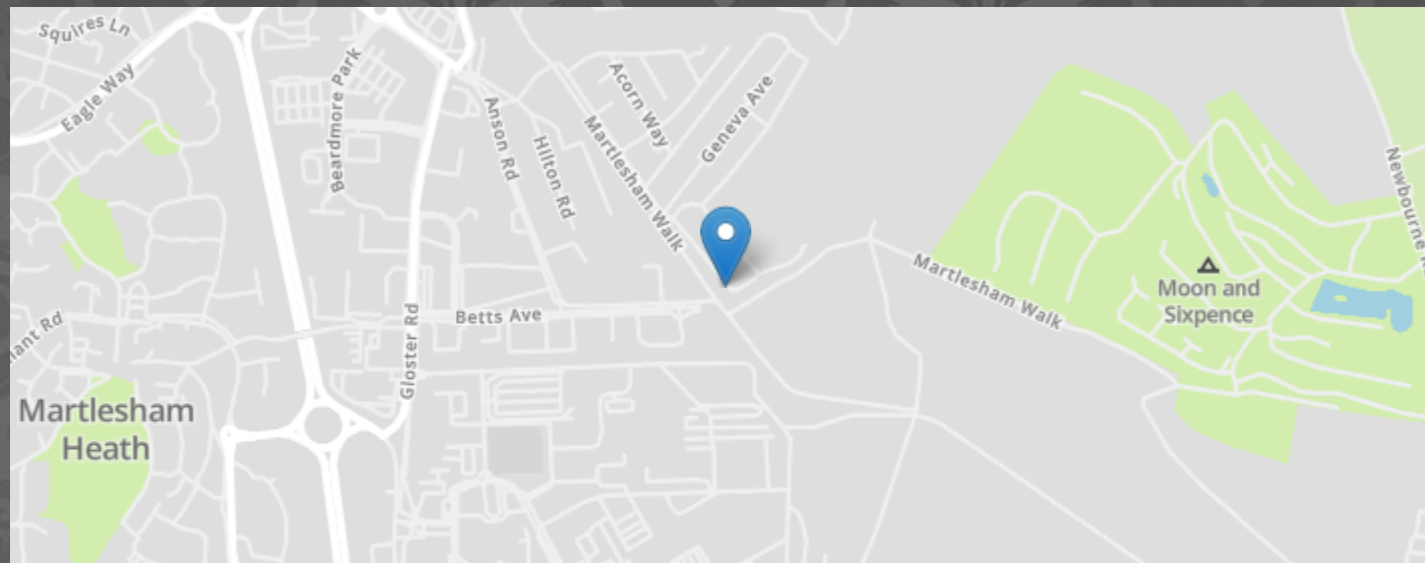 Squires Ln
Eagle Way
Beardmore Park
Anson Rd
Hilton Rd
Acorn Way
Geneva Ave
Martlesham Walk
Newbourne
Martlesham Walk
Moon and
Sixpence
Betts Ave
Gloster Rd
Rd
Martlesham
Heath